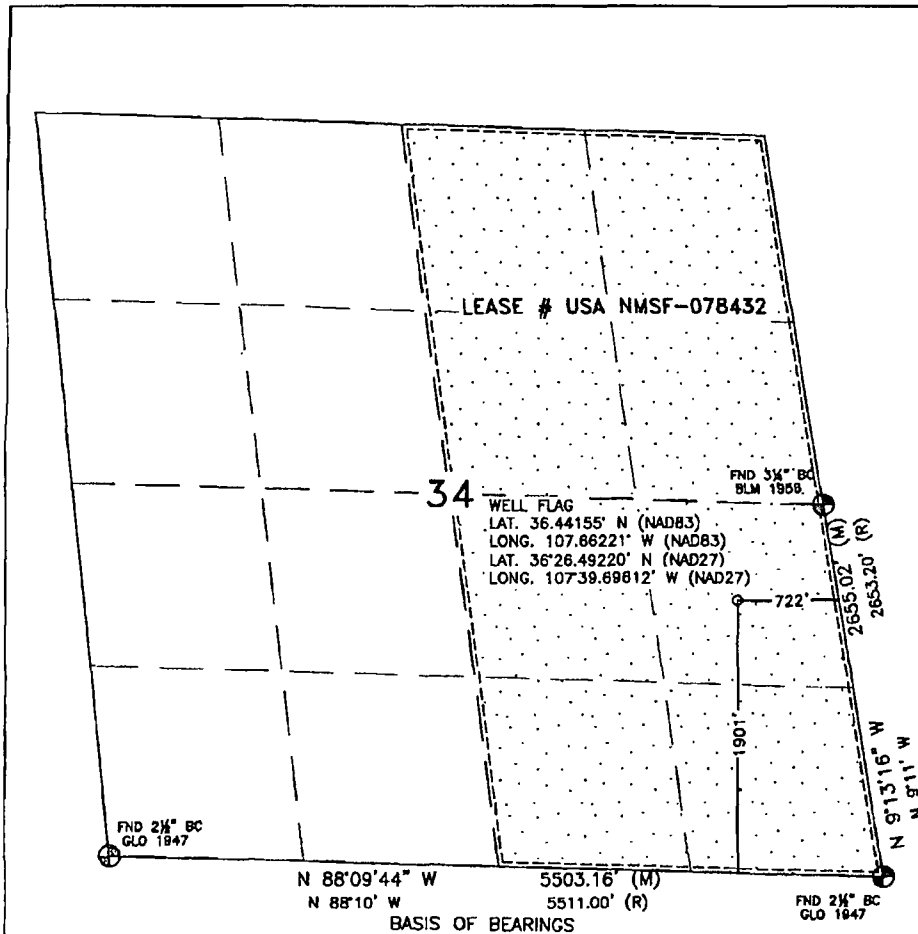 LEASE # USA NMSF-078432
FND 3¼" BC
BLM 1958
34
WELL FLAG
LAT. 36.44155° N (NAD83)
LONG. 107.66221° W (NAD83)
LAT. 36°26.49220' N (NAD27)
LONG. 107°39.69812' W (NAD27)
2655.02' (M)
2653.20' (R)
722'
1901'
N 9°13'16" W
N 9°11' W
FND 2½" BC
GLO 1947
N 88°09'44" W 5503.16' (M)
N 88°10' W 5511.00' (R)
BASIS OF BEARINGS
FND 2½" BC
GLO 1947